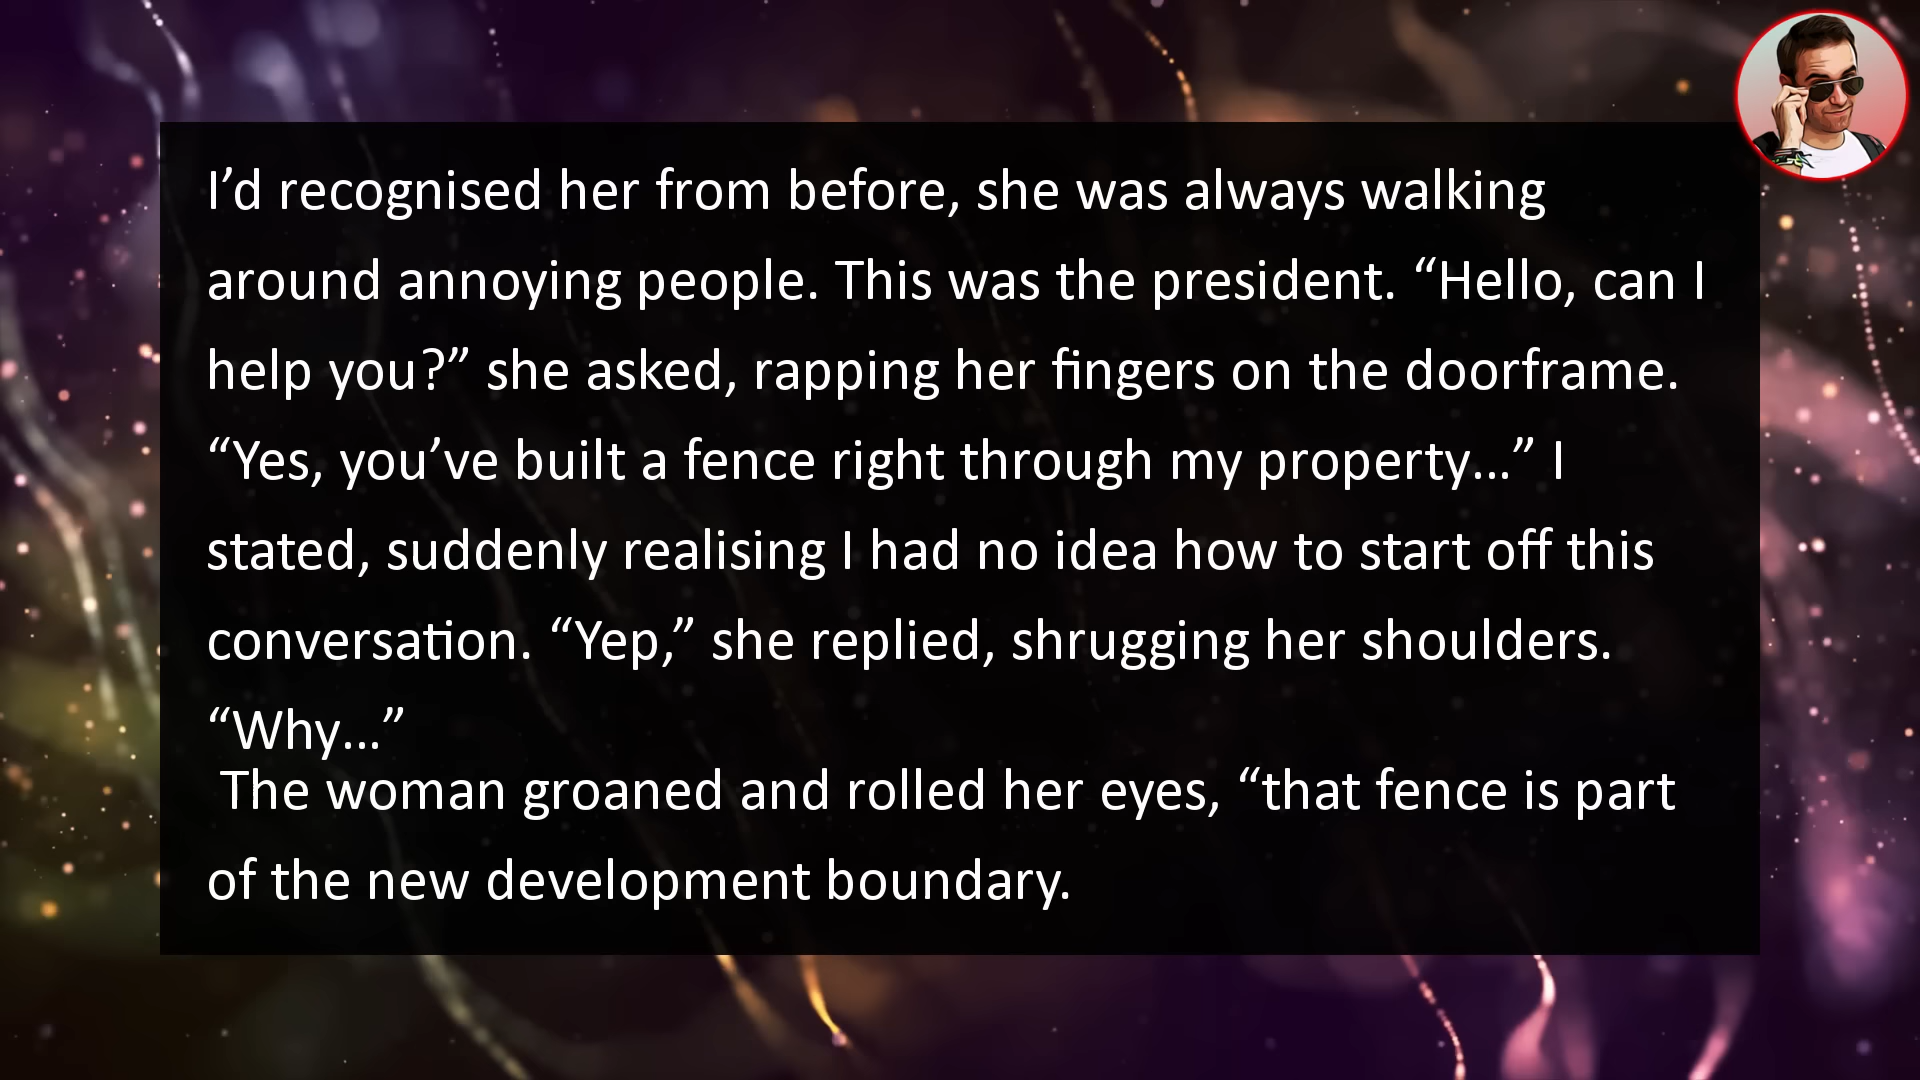 I’d recognised her from before, she was always walking
around annoying people. This was the president. “Hello, can I
help you?” she asked, rapping her fingers on the doorframe.
“Yes, you’ve built a fence right through my property…” I
stated, suddenly realising I had no idea how to start off this
conversation. “Yep,” she replied, shrugging her shoulders.
“Why…”
The woman groaned and rolled her eyes, “that fence is part
of the new development boundary.